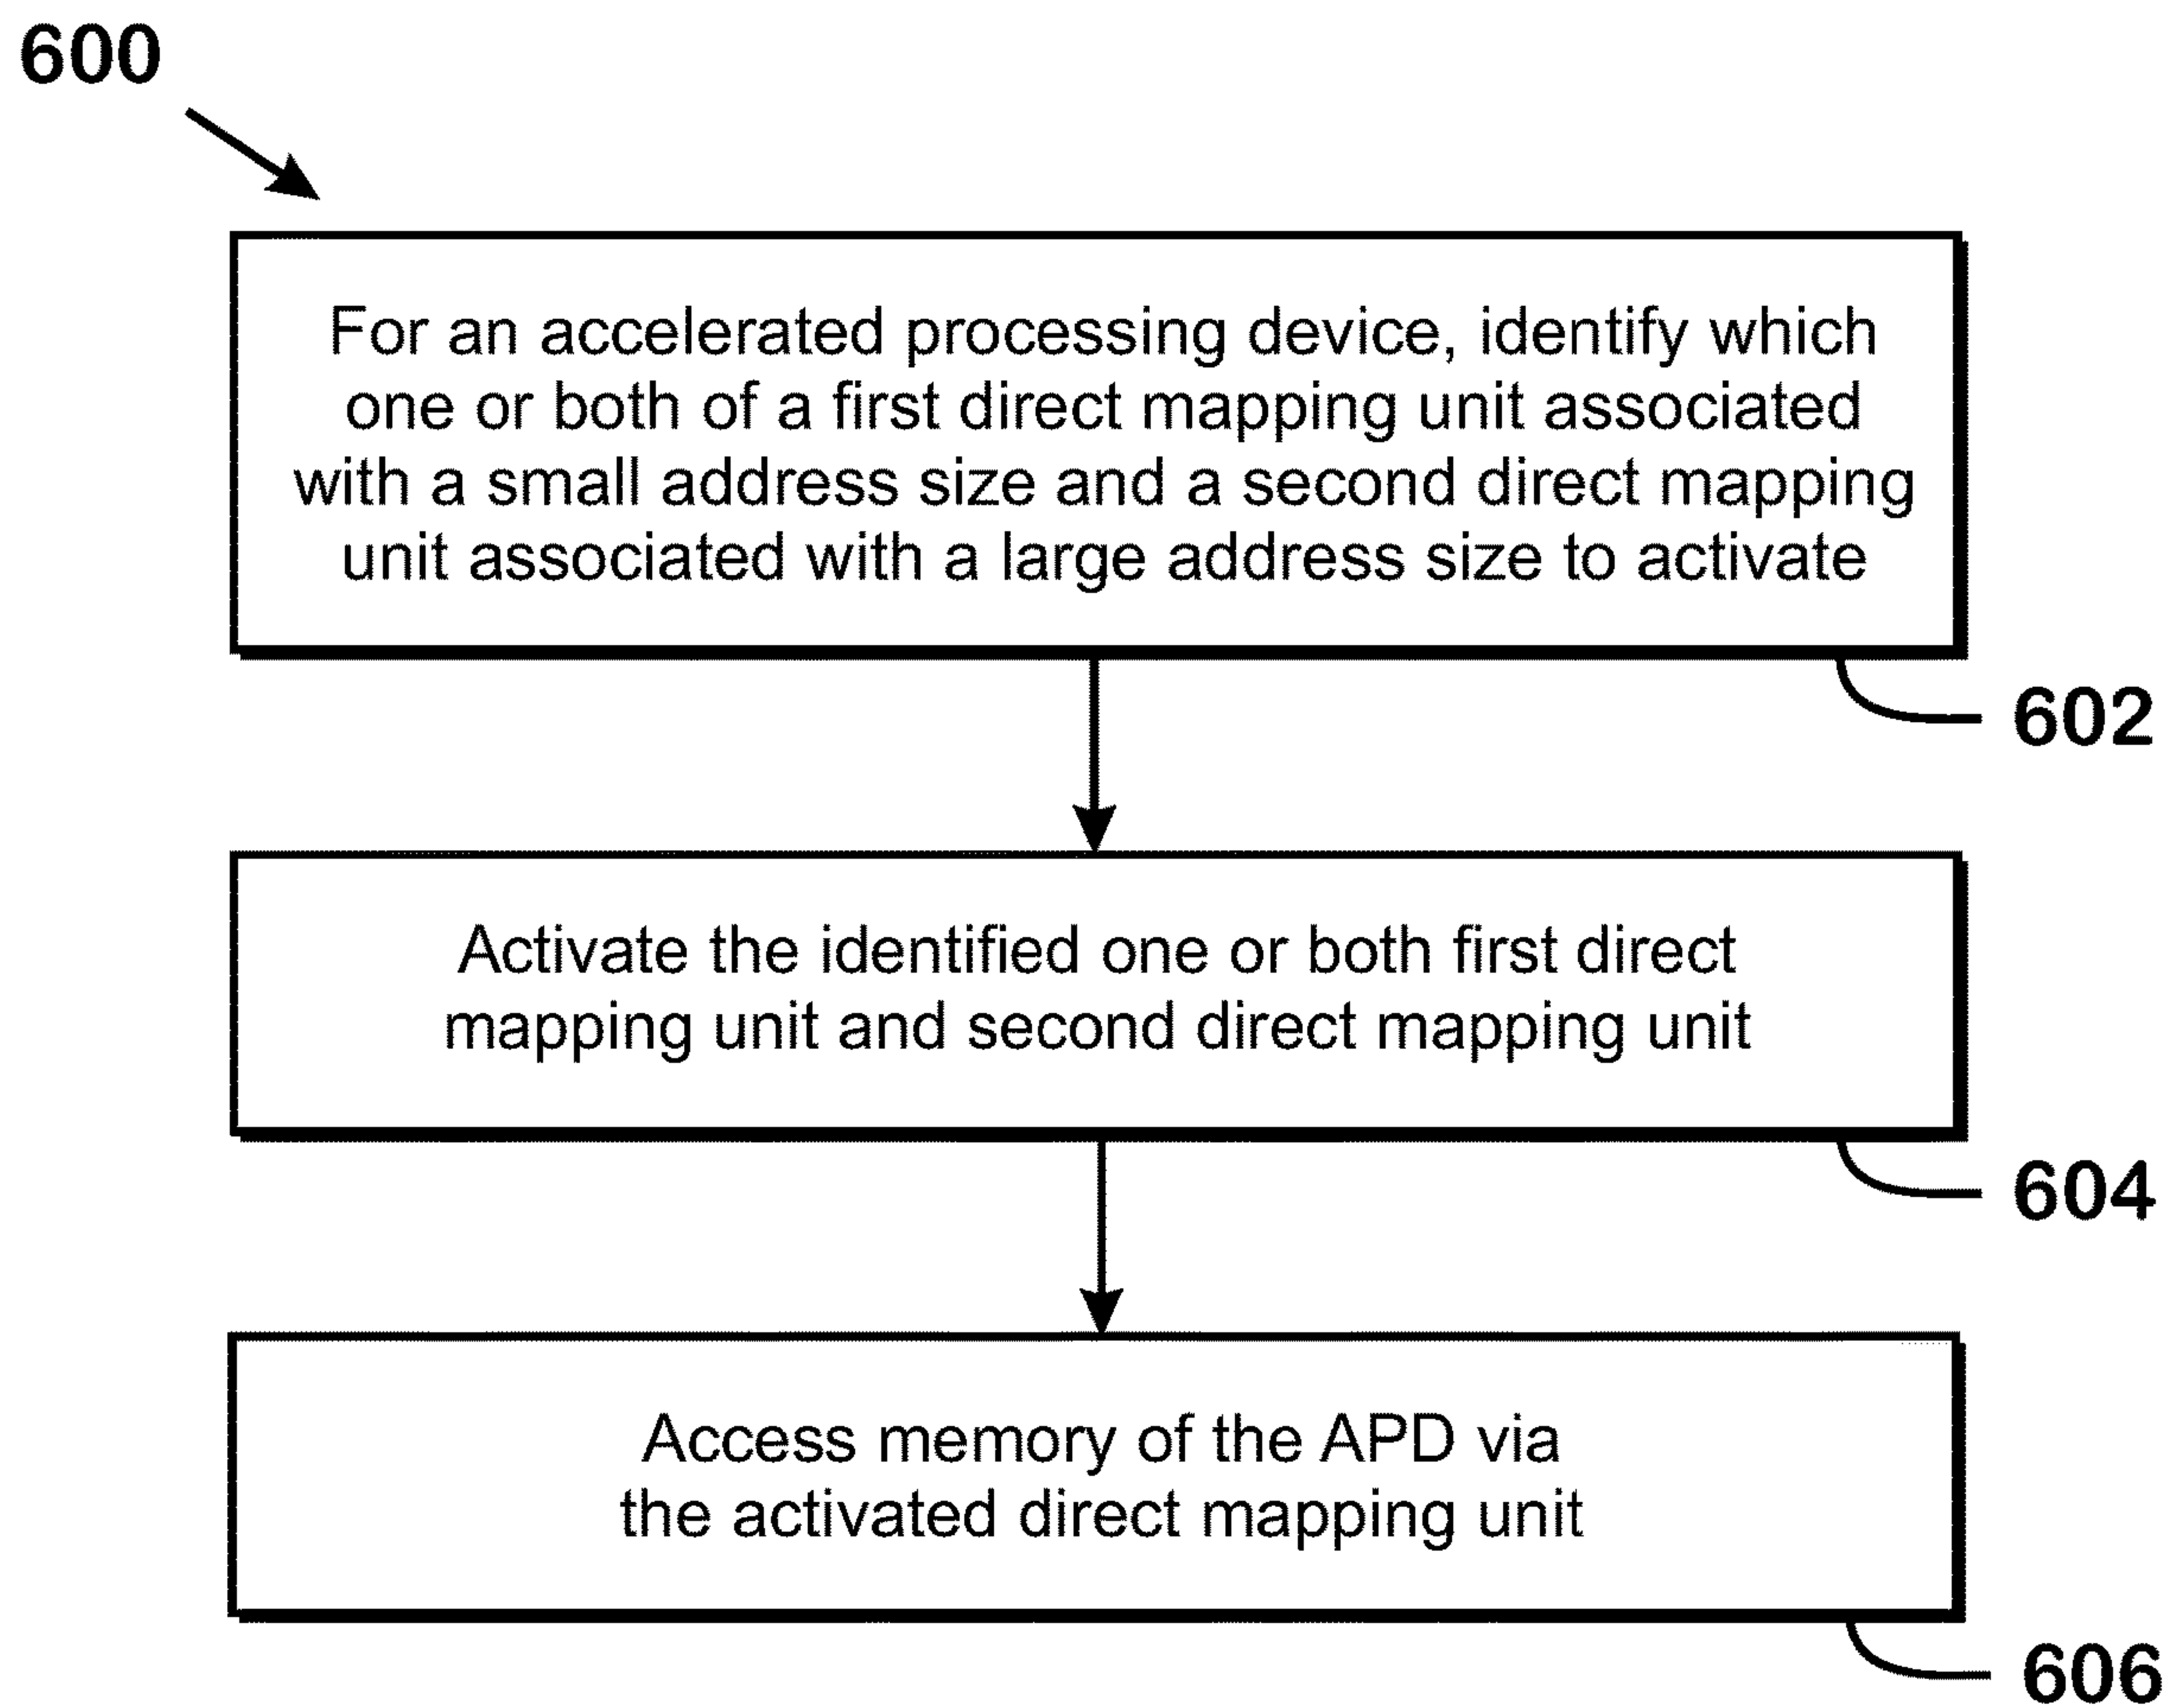 600
For an accelerated processing device, identify which
one or both of a first direct mapping unit associated
with a small address size and a second direct mapping
unit associated with a large address size to activate
602
Activate the identified one or both first direct
mapping unit and second direct mapping unit
604
Access memory of the APD via
the activated direct mapping unit
606